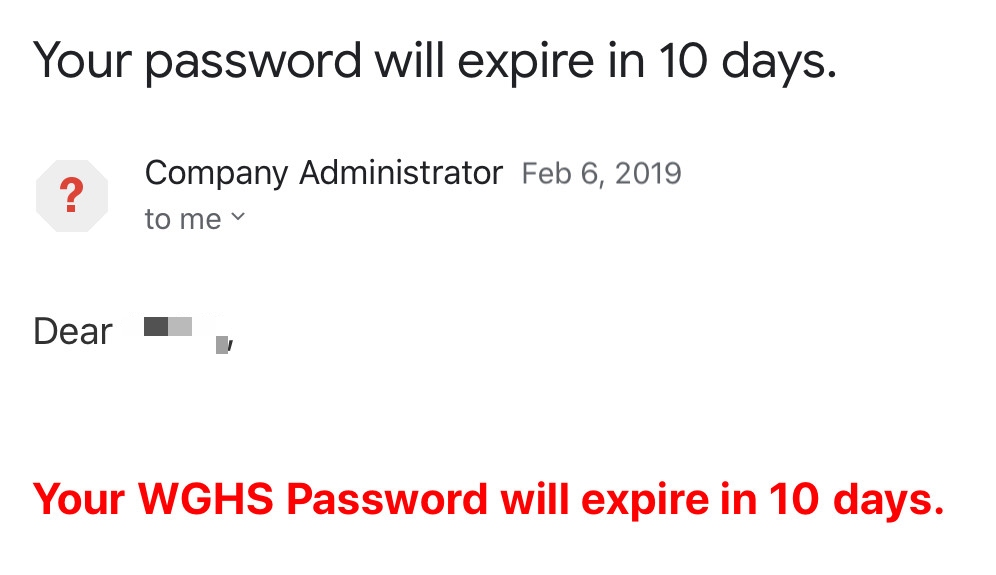 Your password will expire in 10 days.
?
Company Administrator Feb 6, 2019
to me
Dear ,
Your WGHS Password will expire in 10 days.